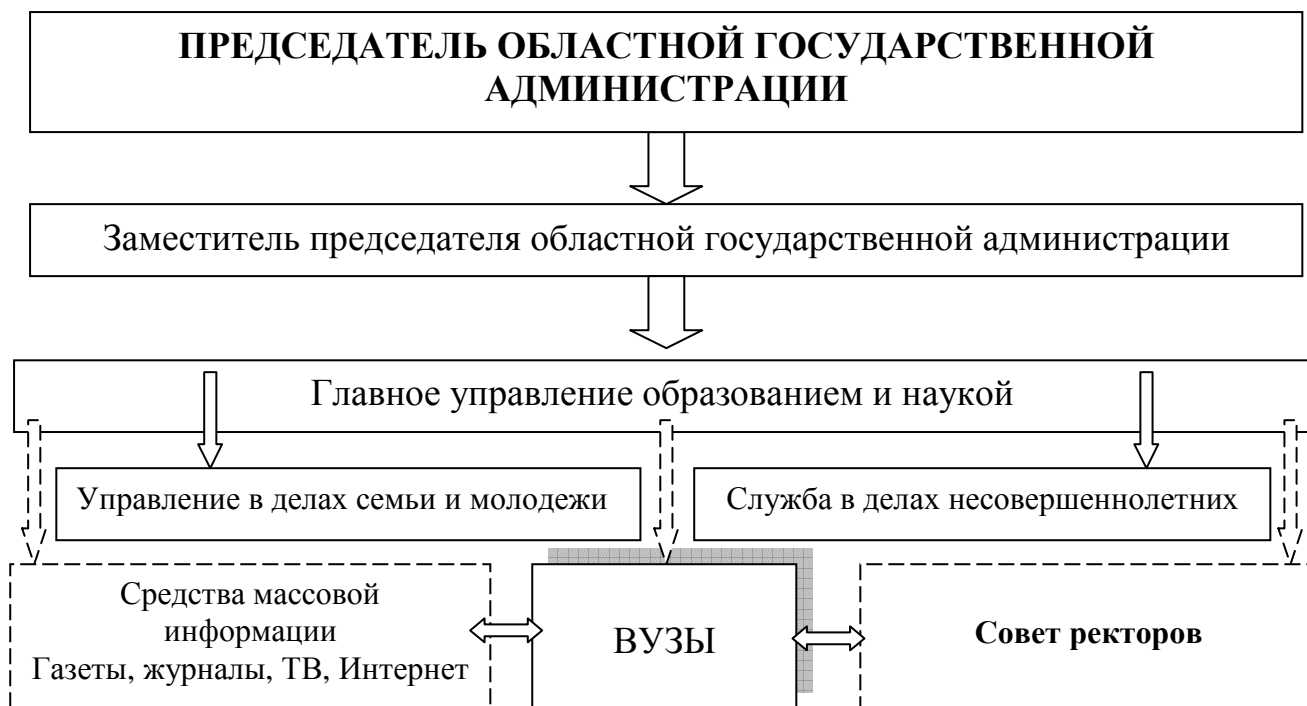 ПРЕДСЕДАТЕЛЬ ОБЛАСТНОЙ ГОСУДАРСТВЕННОЙ
АДМИНИСТРАЦИИ
Заместитель председателя областной государственной администрации
Главное управление образованием и наукой
Управление в делах семьи и молодежи
Служба в делах несовершеннолетних
Средства массовой
информации
Газеты, журналы, ТВ, Интернет
ВУЗЫ
Совет ректоров